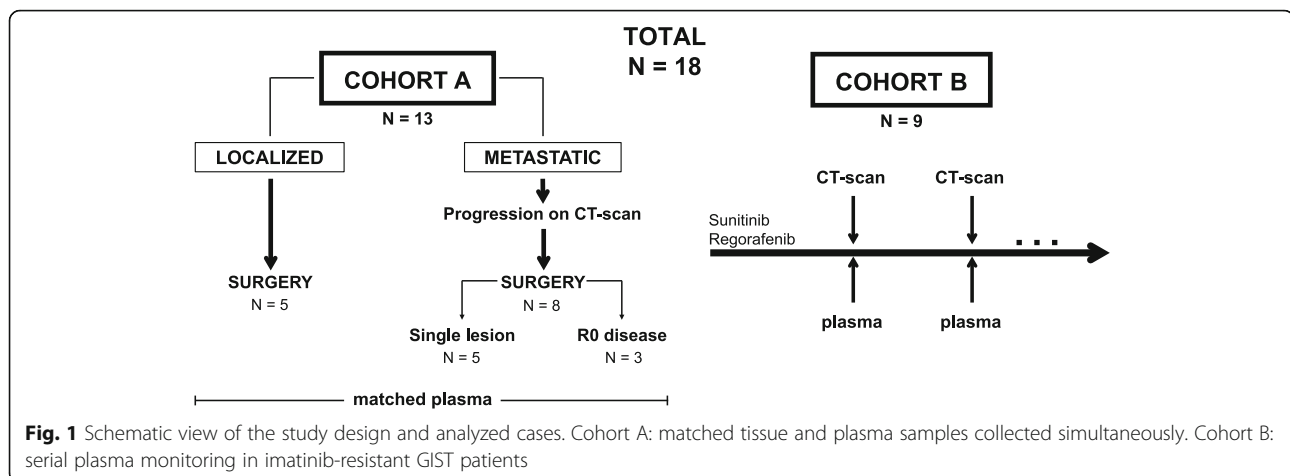 TOTAL
N = 18
COHORT A
N = 13
LOCALIZED
METASTATIC
Progression on CT-scan
SURGERY
N = 5
SURGERY
N = 8
Single lesion
N = 5
R0 disease
N = 3
matched plasma
COHORT B
N = 9
CT-scan
CT-scan
Sunitinib
Regorafenib
. . .
plasma
plasma
Fig. 1 Schematic view of the study design and analyzed cases. Cohort A: matched tissue and plasma samples collected simultaneously. Cohort B:
serial plasma monitoring in imatinib-resistant GIST patients